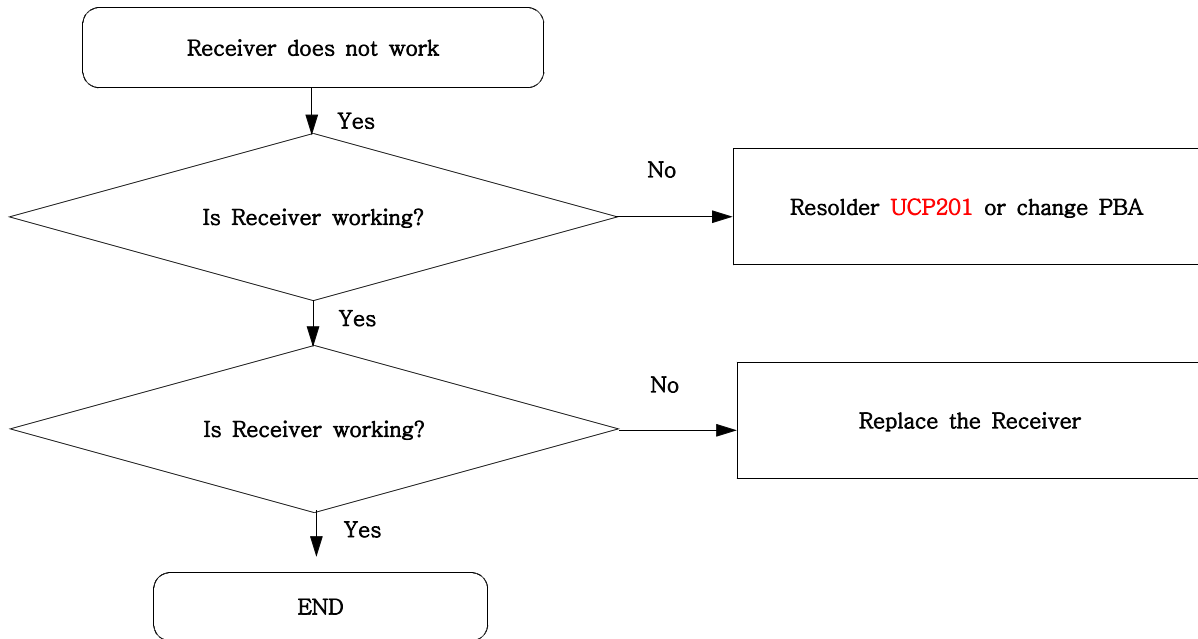 Receiver does not work
Yes
Is Receiver working?
No
Resolder UCP201 or change PBA
Yes
Is Receiver working?
No
Replace the Receiver
Yes
END